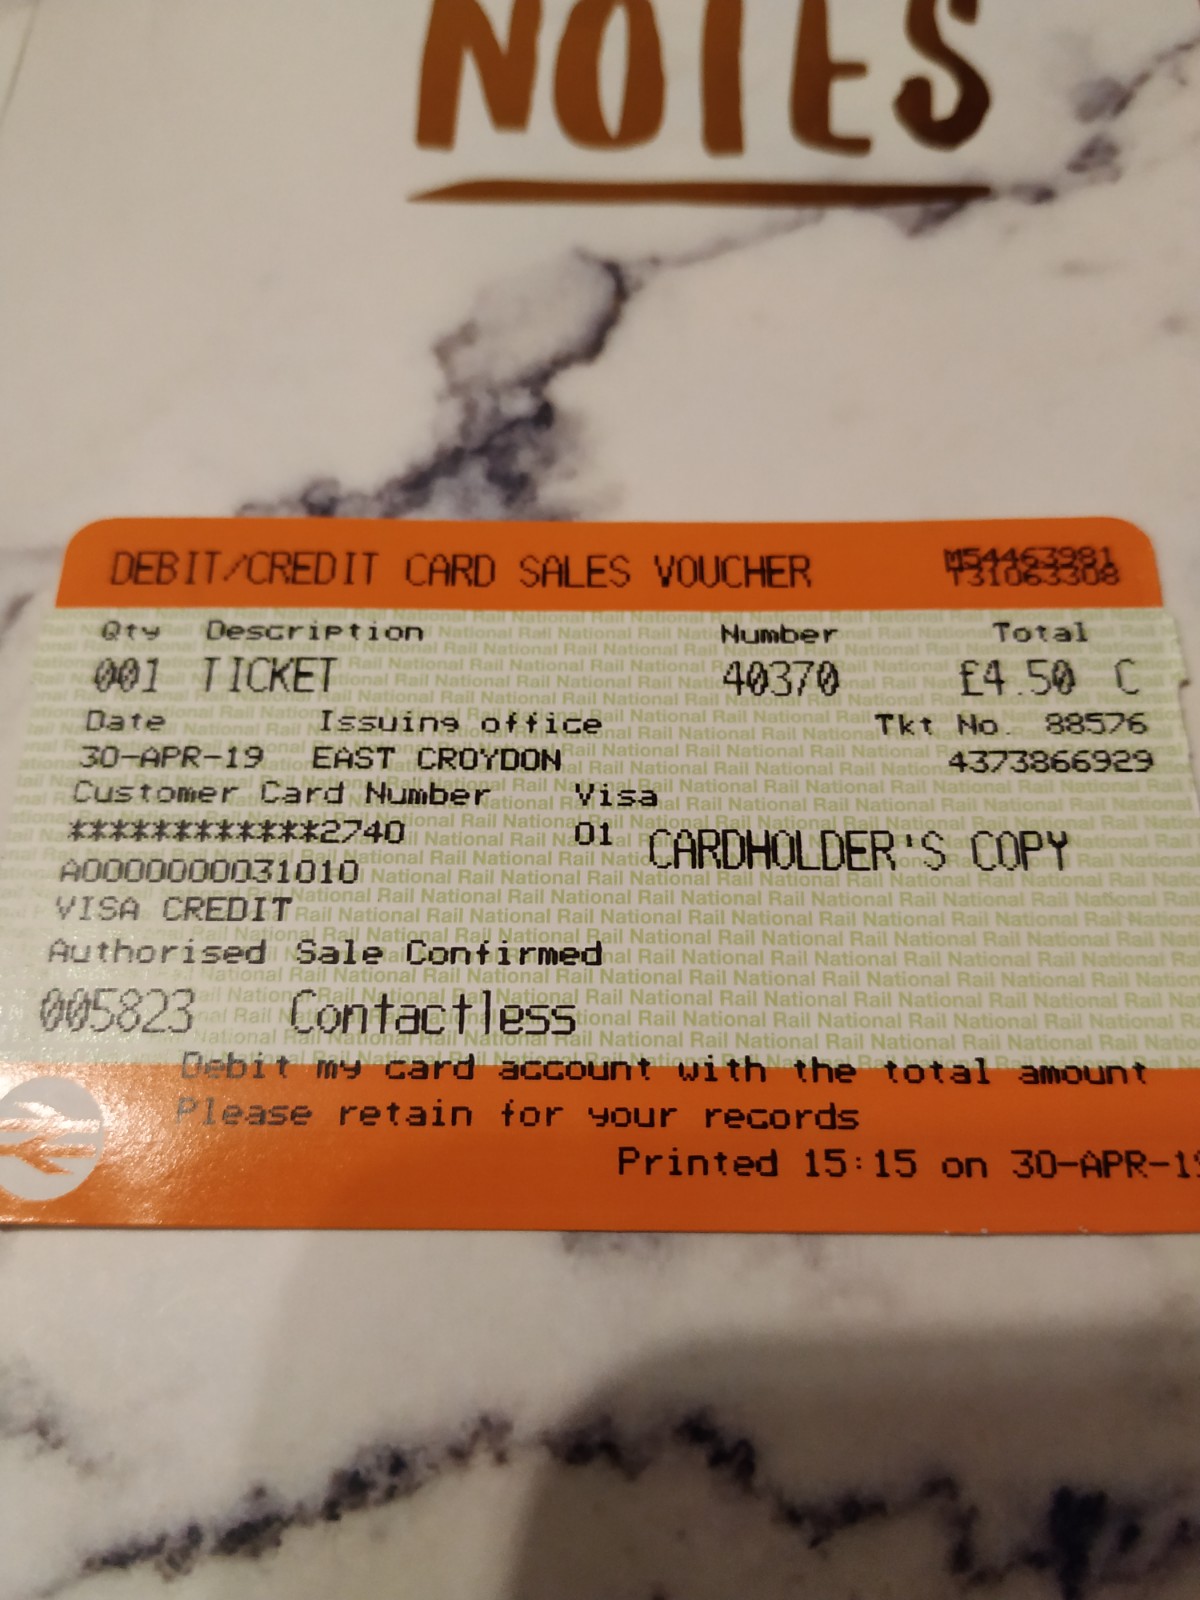 NOTES
DEBIT/CREDIT CARD SALES VOUCHER M54463981
T31063308
Qty Description Number Total
001 TICKET 40370 £4.50 C
Date Issuing office Tkt No. 88576
30-APR-19 EAST CROYDON 4373866929
Customer Card Number Visa
************2740 01 CARDHOLDER'S COPY
A0000000031010
VISA CREDIT
Authorised Sale Confirmed
005823 Contactless
Debit my card account with the total amount
Please retain for your records
Printed 15:15 on 30-APR-19